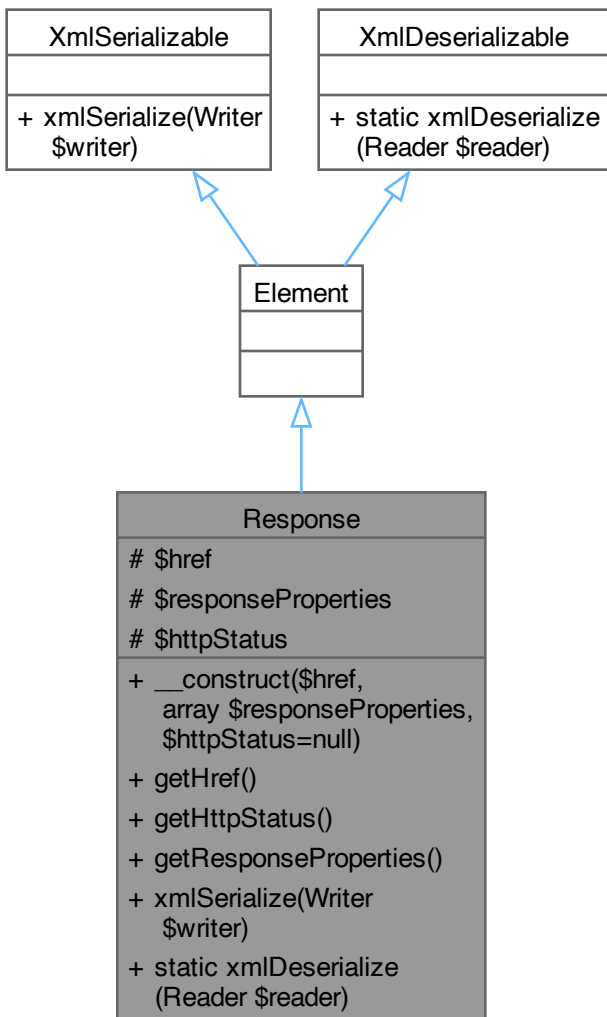 XmlSerializable
+ xmlSerialize(Writer
$writer)
XmlDeserializable
+ static xmlDeserialize
(Reader $reader)
Element
Response
# $href
# $responseProperties
# $httpStatus
+ __construct($href,
array $responseProperties,
$httpStatus=null)
+ getHref()
+ getHttpStatus()
+ getResponseProperties()
+ xmlSerialize(Writer
$writer)
+ static xmlDeserialize
(Reader $reader)